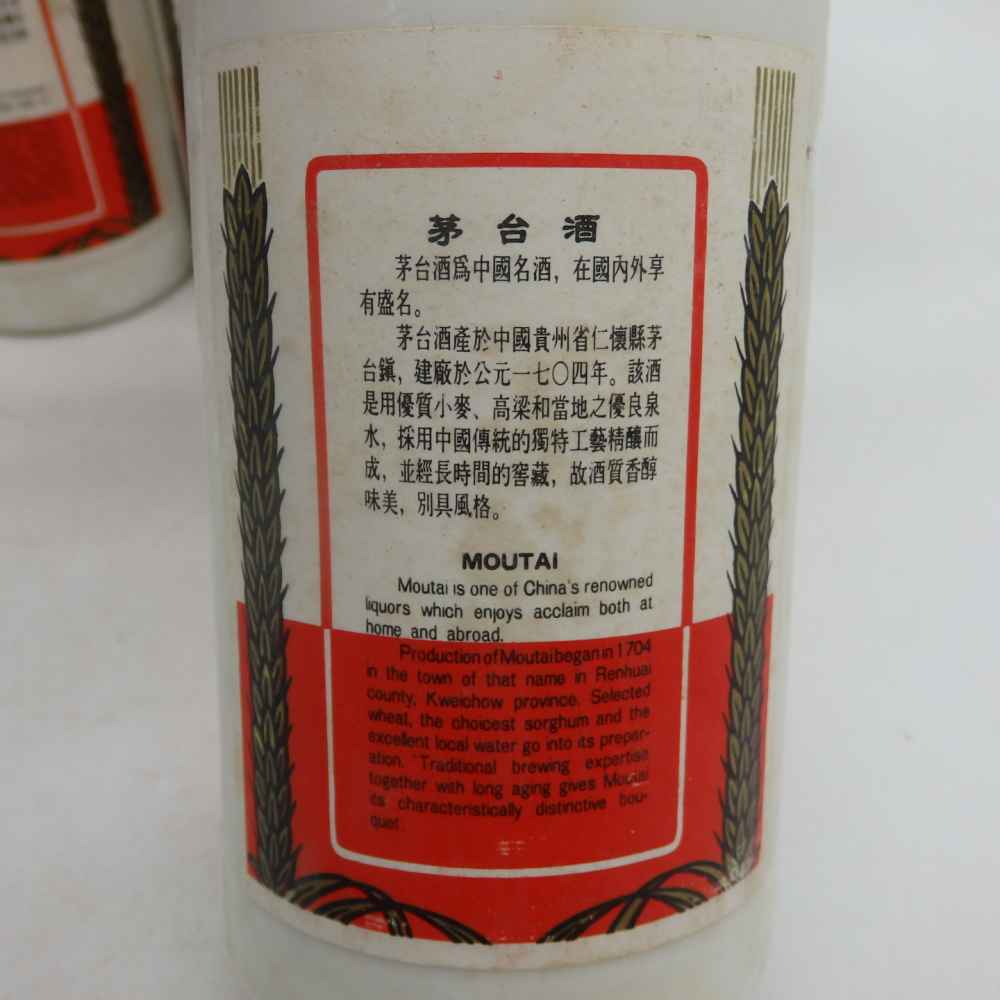 茅台酒
茅台酒爲中國名酒，在國內外享
有盛名。
茅台酒產於中國貴州省仁懷縣茅
台鎭，建廠於公元一七〇四年。該酒
是用優質小麥、高梁和當地之優良泉
水，採用中國傳統的獨特工藝精釀而
成，並經長時間的窖藏，故酒質香醇
味美，別具風格。
MOUTAI
Moutai is one of China's renowned
liquors which enjoys acclaim both at
home and abroad.
Production of Moutai began in 1704
in the town of that name in Renhuai
county, Kweichow province. Selected
wheat, the choicest sorghum and the
excellent local water go into its prepar-
ation. Traditional brewing expertise
together with long aging gives Moutai
its characteristically distinctive bou-
quet